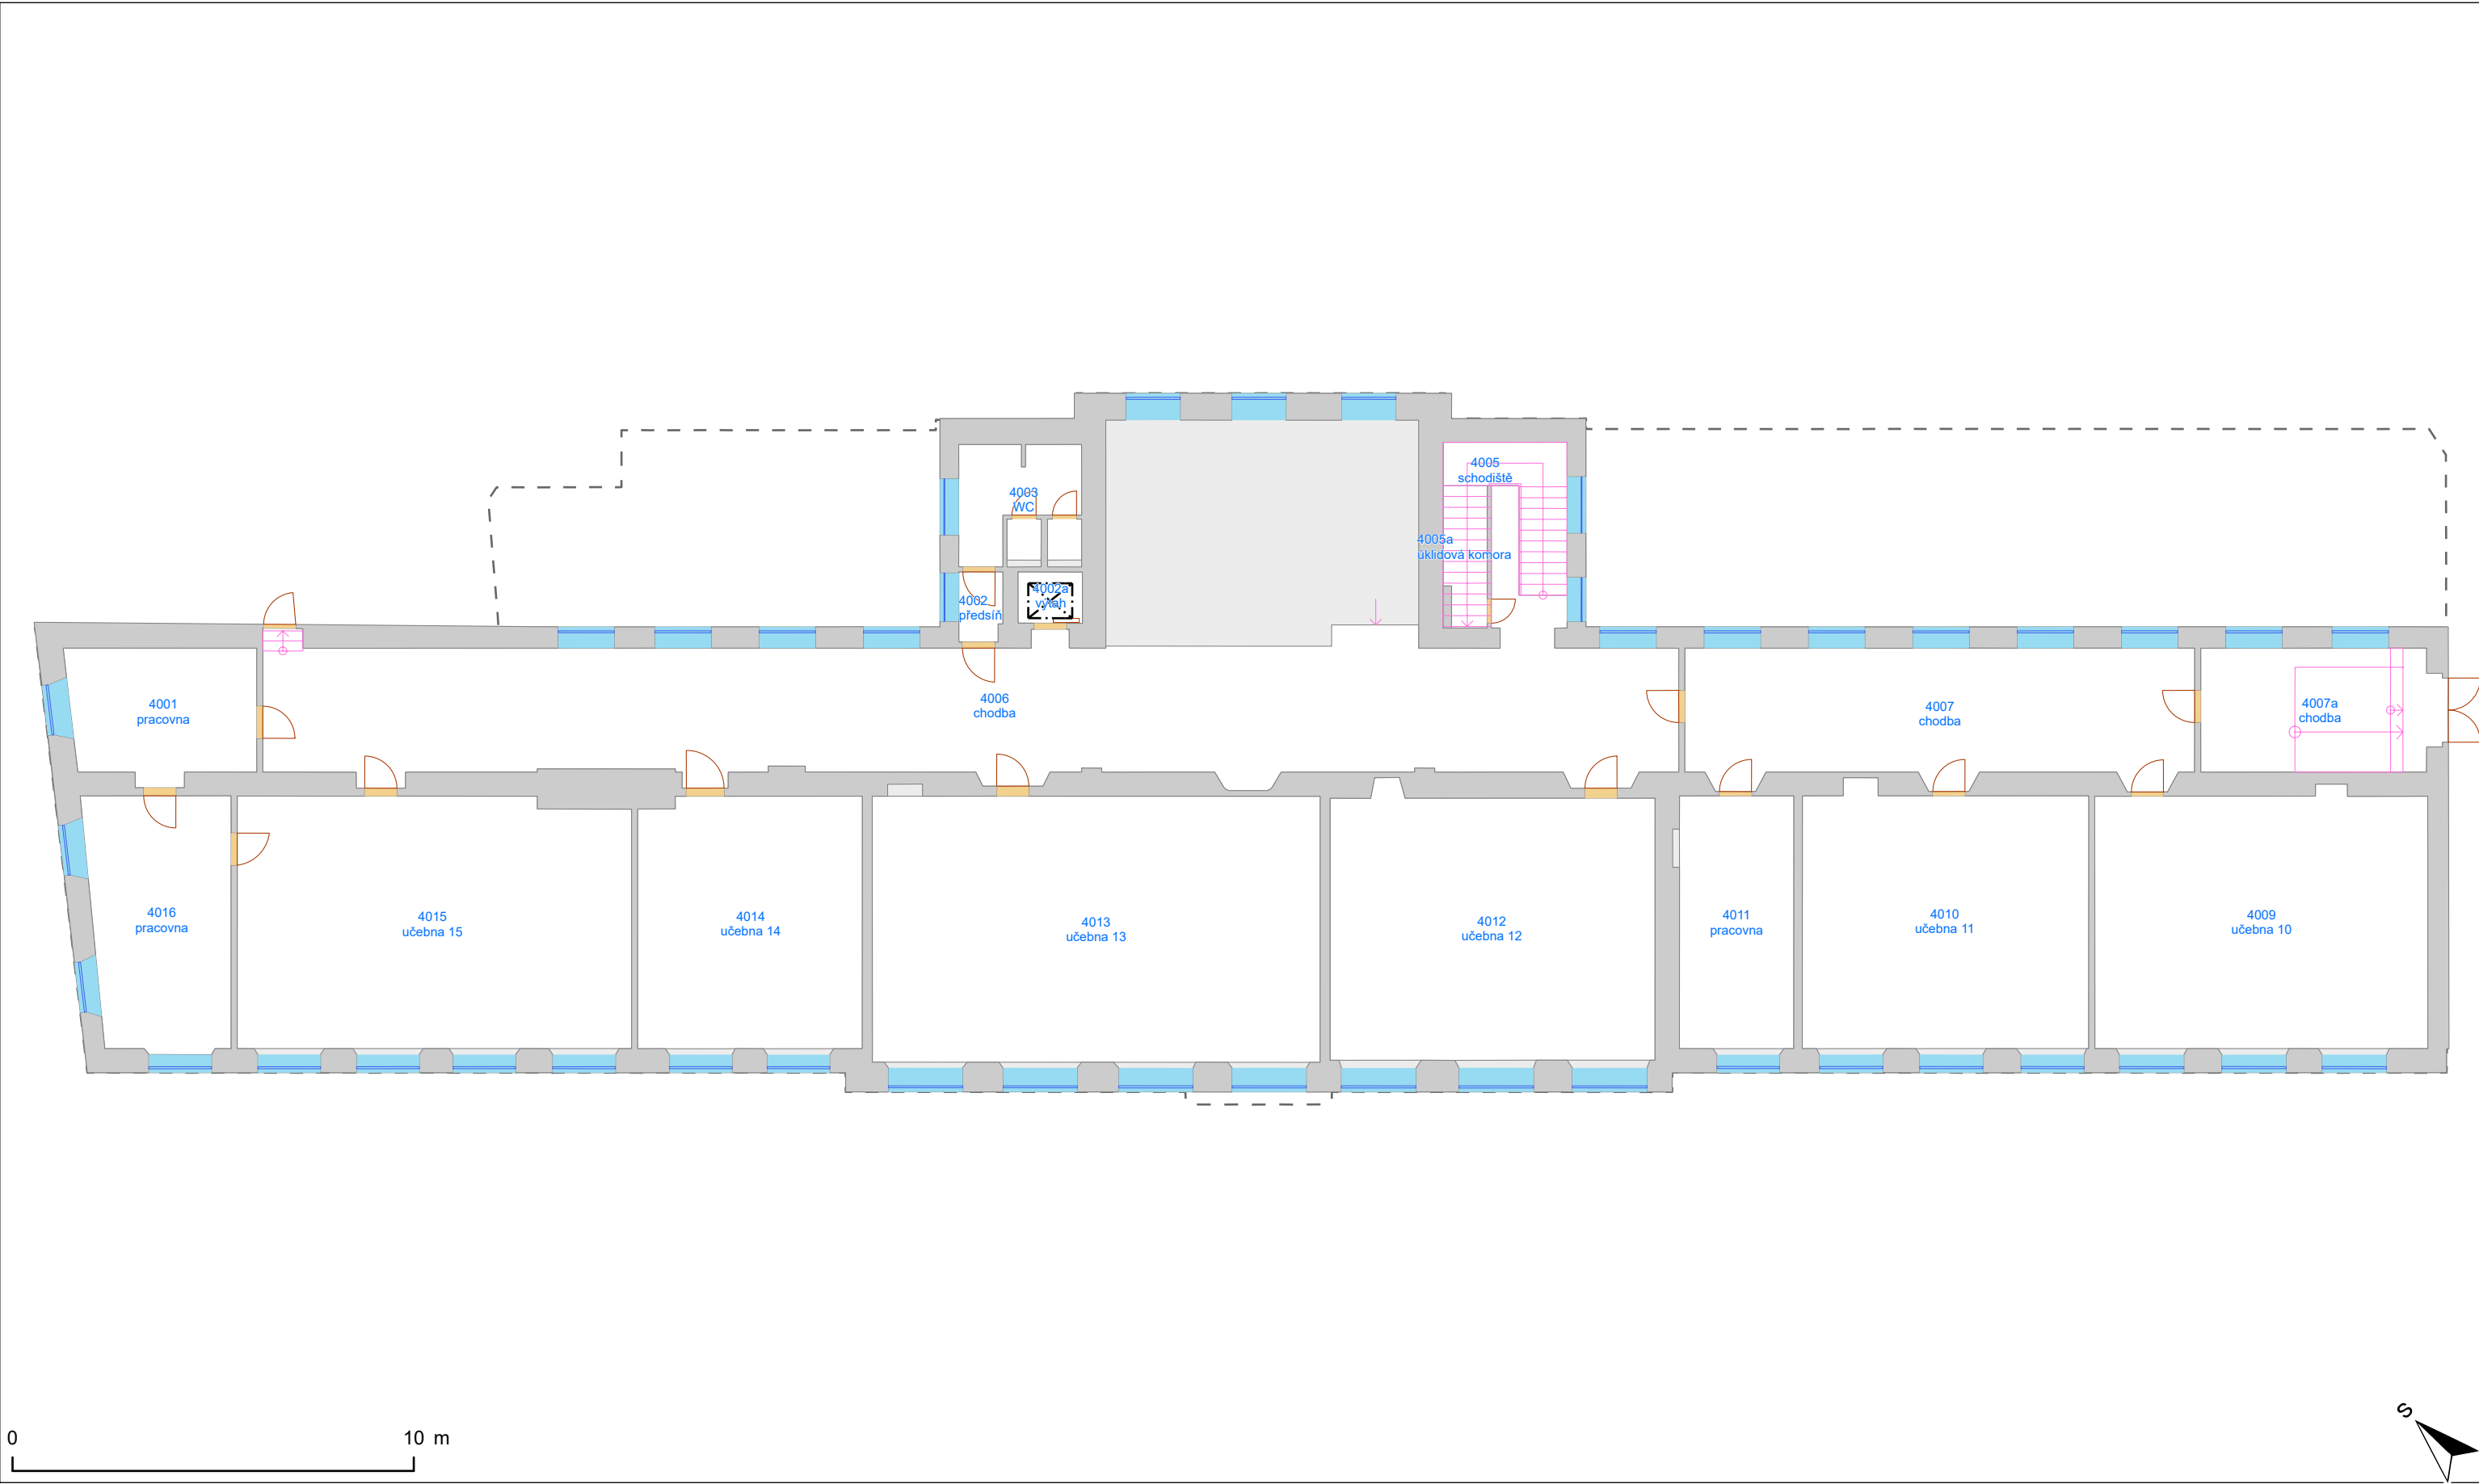 4005
schodiště
4003
WC
4005a
úklidová komora
4002a
výtah
4002
předsíň
4001
pracovna
4006
chodba
4007
chodba
4007a
chodba
4016
pracovna
4015
učebna 15
4014
učebna 14
4013
učebna 13
4012
učebna 12
4011
pracovna
4010
učebna 11
4009
učebna 10
S
0 10 m